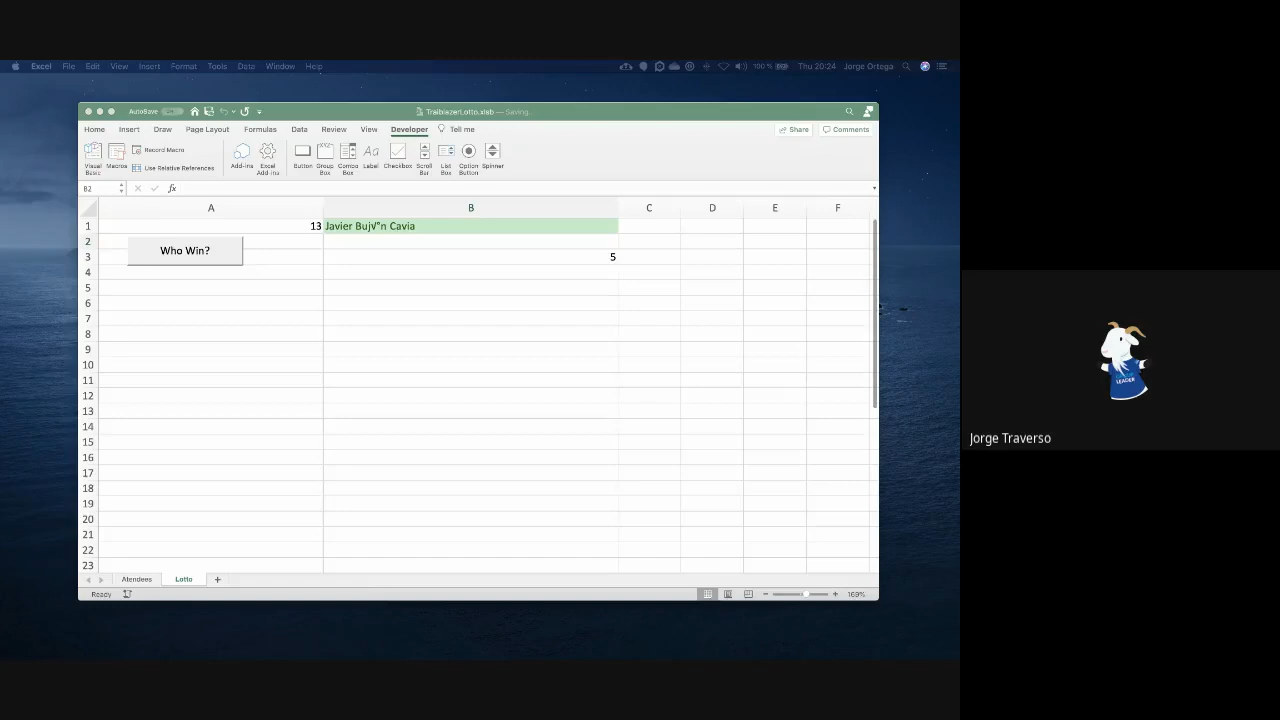 Excel File Edit View Insert Format Tools Data Window Help 100 % Thu 20:24 Jorge Ortega
AutoSave TrailblazerLotto.xlsb — Saving...
Home Insert Draw Page Layout Formulas Data Review View Developer Tell me Share Comments
Visual Basic Macros Record Macro Use Relative References Add-ins Excel Add-ins Button Group Box Combo Box Label Checkbox Scroll Bar List Box Option Button Spinner
B2 fx
A B C D E F
1 13 Javier Buj√°n Cavia
2
Who Win?
3 5
4
5
6
7
8
9
10
11
12
13
14
15
16
17
18
19
20
21
22
23
Atendees Lotto +
Ready 169%
LEADER
Jorge Traverso